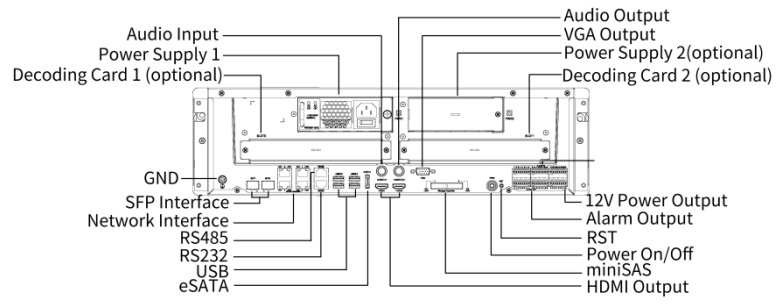 Audio Input
Audio Output
VGA Output
Power Supply 1
Power Supply 2(optional)
Decoding Card 1 (optional)
Decoding Card 2 (optional)
GND
SFP Interface
12V Power Output
Network Interface
Alarm Output
RS485
RST
RS232
Power On/Off
USB
miniSAS
eSATA
HDMI Output